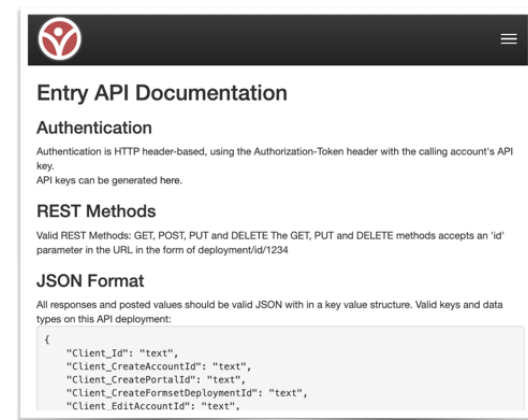 Entry API Documentation
Authentication
Authentication is HTTP header-based, using the Authorization-Token header with the calling account's API
key.
API keys can be generated here.
REST Methods
Valid REST Methods: GET, POST, PUT and DELETE The GET, PUT and DELETE methods accepts an 'id'
parameter in the URL in the form of deployment/id/1234
JSON Format
All responses and posted values should be valid JSON with in a key value structure. Valid keys and data
types on this API deployment:
{
"Client_Id": "text",
"Client_CreateAccountId": "text",
"Client_CreatePortalId": "text",
"Client_CreateFormsetDeploymentId": "text",
"Client_EditAccountId": "text",